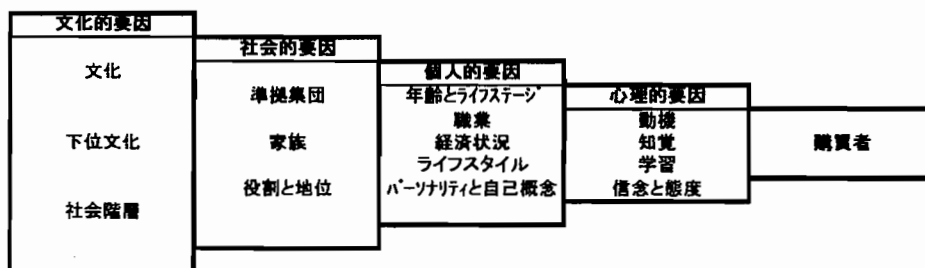 文化的要因
文化
下位文化
社会階層
社会的要因
準拠集団
家族
役割と地位
個人的要因
年齢とライフステージ
職業
経済状況
ライフスタイル
パーソナリティと自己概念
心理的要因
動機
知覚
学習
信念と態度
購買者